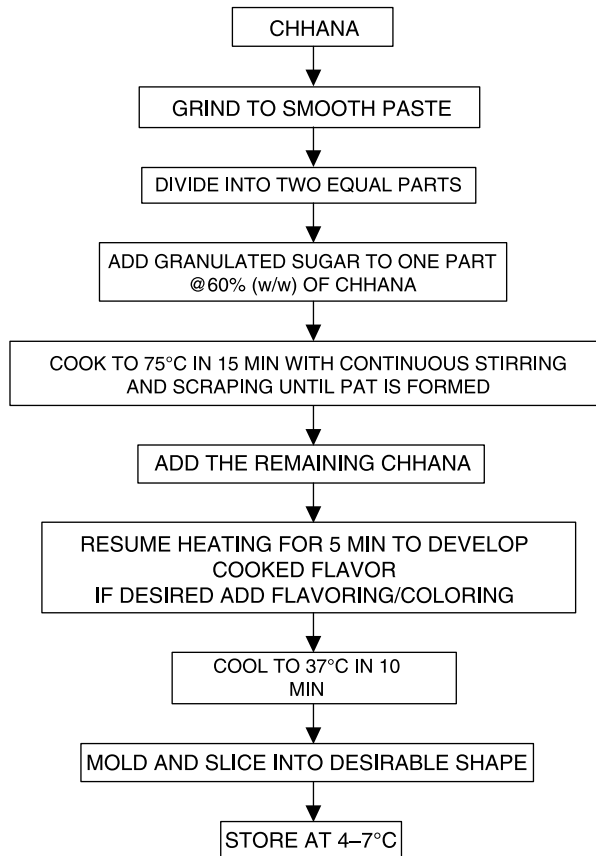 CHHANA
GRIND TO SMOOTH PASTE
DIVIDE INTO TWO EQUAL PARTS
ADD GRANULATED SUGAR TO ONE PART
@60% (w/w) OF CHHANA
COOK TO 75°C IN 15 MIN WITH CONTINUOUS STIRRING
AND SCRAPING UNTIL PAT IS FORMED
ADD THE REMAINING CHHANA
RESUME HEATING FOR 5 MIN TO DEVELOP
COOKED FLAVOR
IF DESIRED ADD FLAVORING/COLORING
COOL TO 37°C IN 10
MIN
MOLD AND SLICE INTO DESIRABLE SHAPE
STORE AT 4–7°C